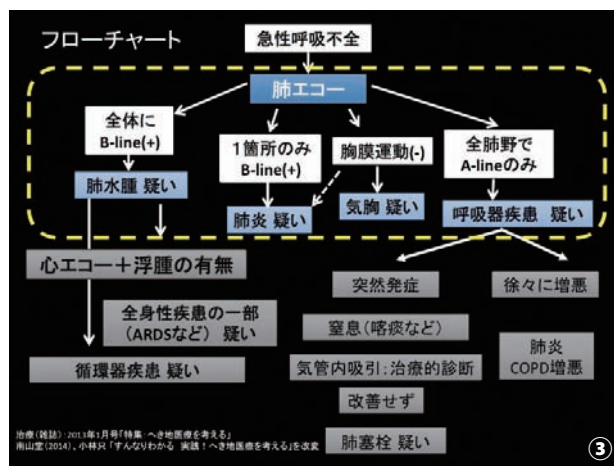 フローチャート
急性呼吸不全
肺エコー
全体に
B-line(+)
1箇所のみ
B-line(+)
胸膜運動(-)
全肺野で
A-lineのみ
肺水腫 疑い
肺炎 疑い
気胸 疑い
呼吸器疾患 疑い
心エコー+浮腫の有無
突然発症
徐々に増悪
全身性疾患の一部
(ARDSなど) 疑い
窒息(喀痰など)
循環器疾患 疑い
気管内吸引:治療的診断
肺炎
COPD増悪
改善せず
肺塞栓 疑い
治療(雑誌):2013年1月号「特集:へき地医療を考える」
南山堂(2014)、小林只「すんなりわかる 実践!へき地医療を考える」を改変
③